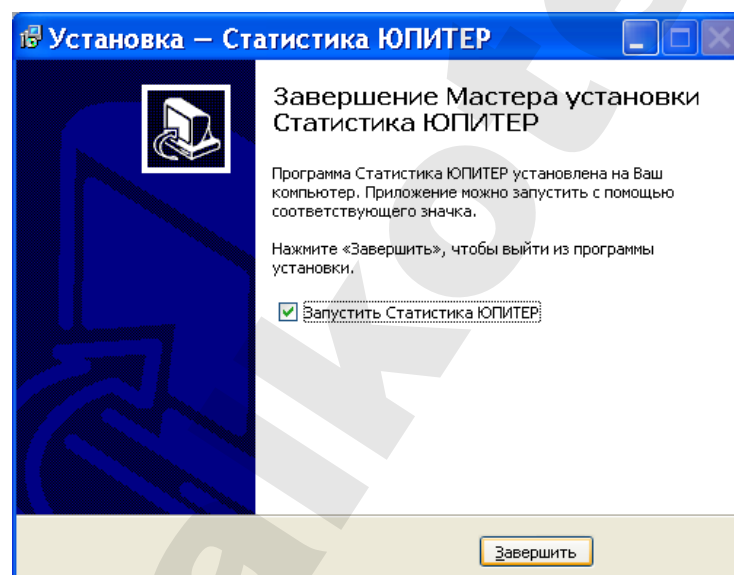 Установка — Статистика ЮПИТЕР
Завершение Мастера установки
Статистика ЮПИТЕР
Программа Статистика ЮПИТЕР установлена на Ваш
компьютер. Приложение можно запустить с помощью
соответствующего значка.
Нажмите «Завершить», чтобы выйти из программы
установки.
Запустить Статистика ЮПИТЕР
Завершить